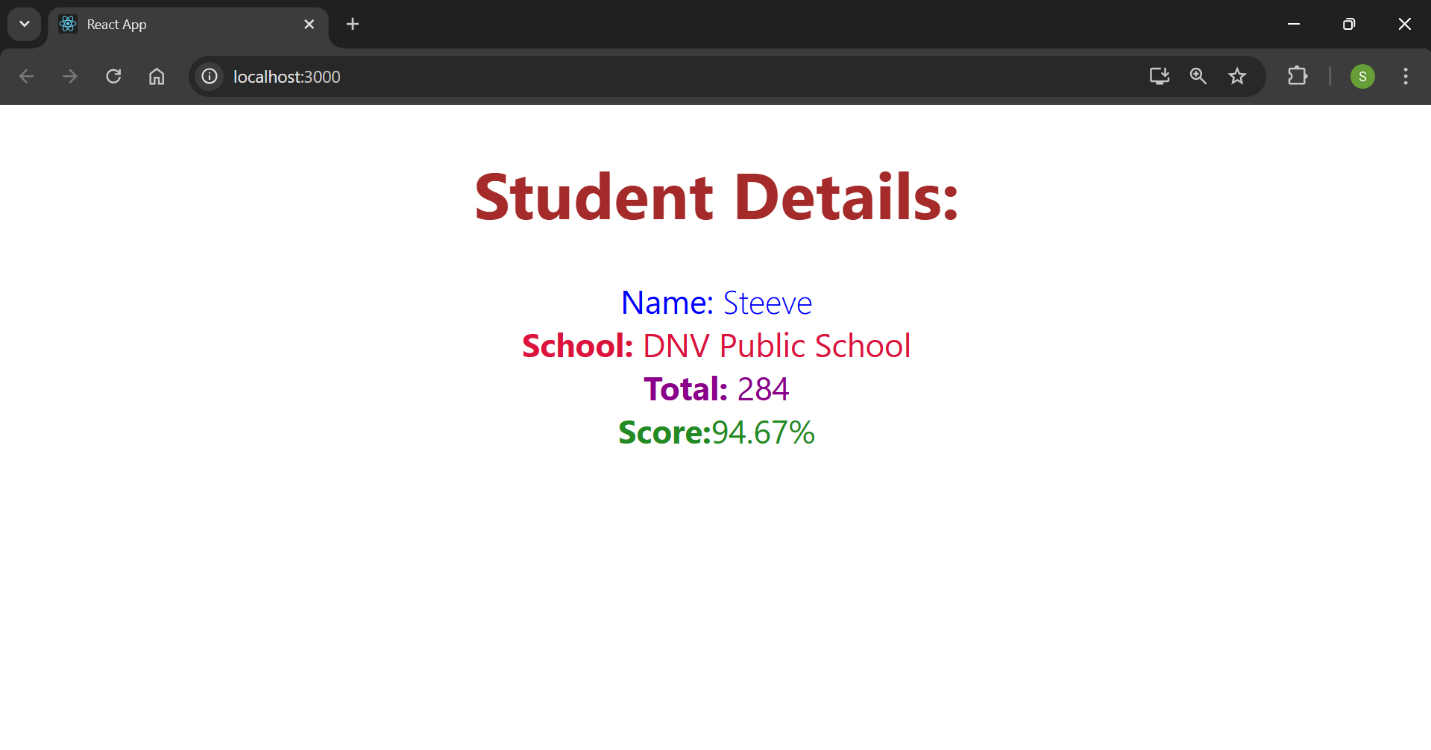 React App
localhost:3000
S
Student Details:
Name: Steeve
School: DNV Public School
Total: 284
Score:94.67%